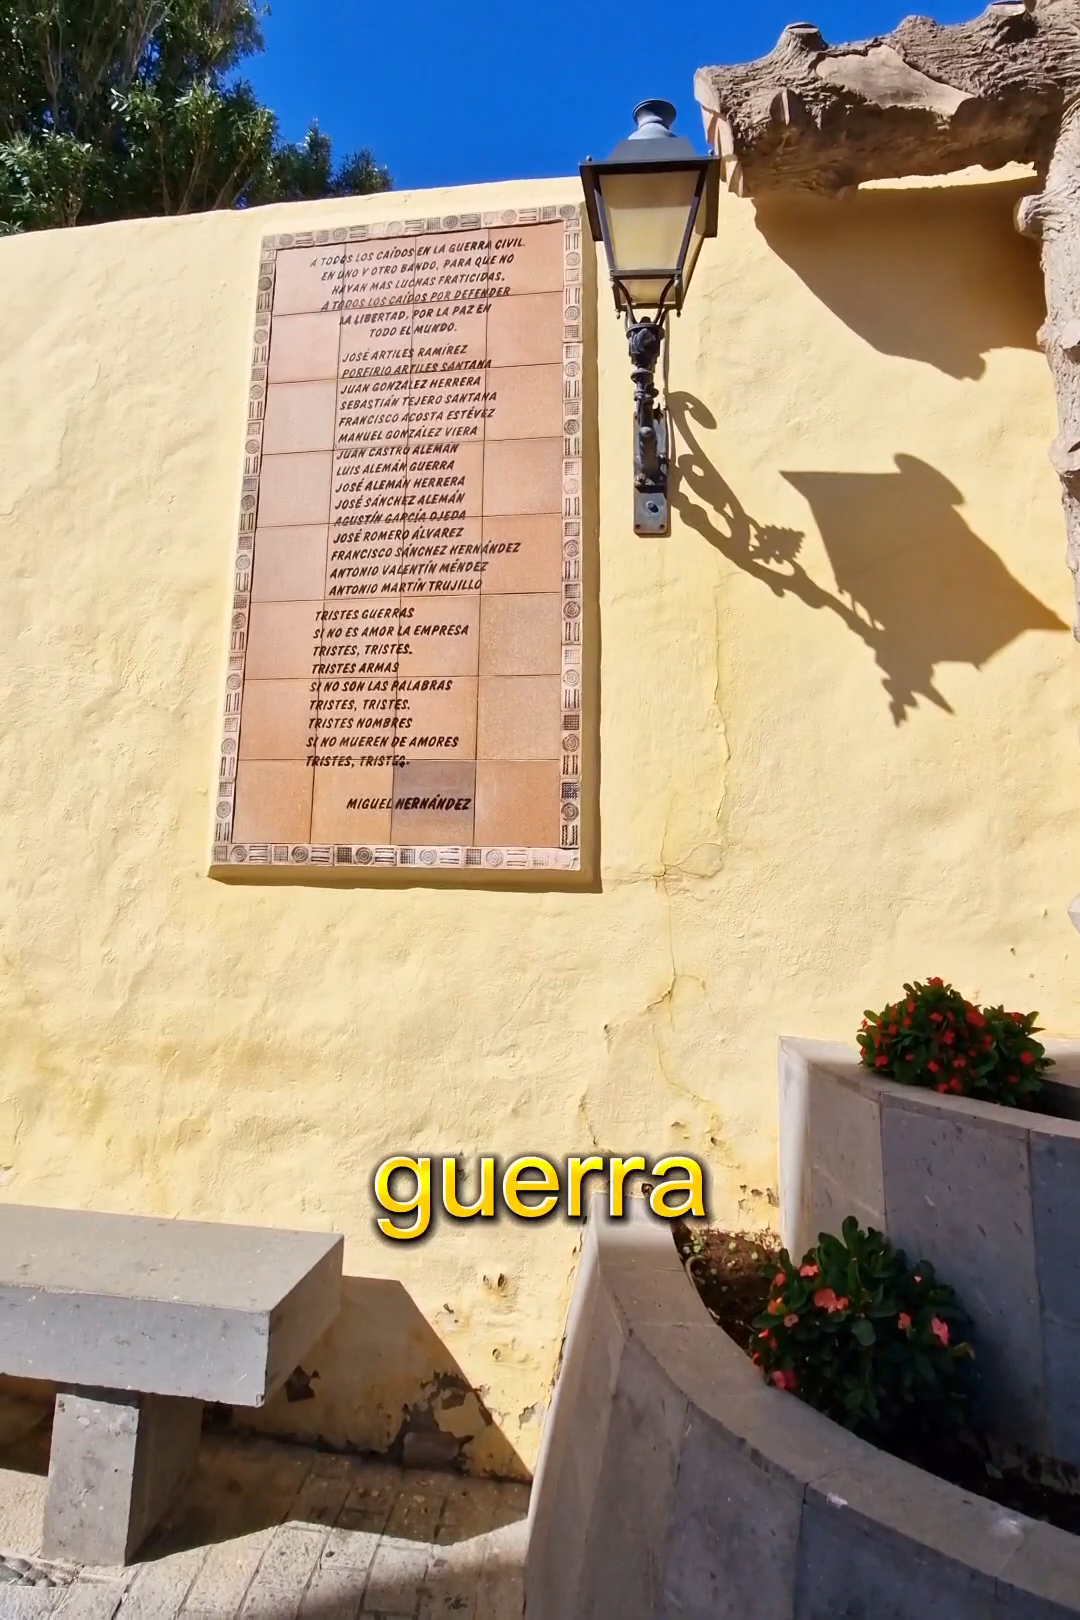 A TODOS LOS CAÍDOS EN LA GUERRA CIVIL.
EN UNO Y OTRO BANDO, PARA QUE NO
HAYAN MAS LUCHAS FRATICIDAS.
A TODOS LOS CAÍDOS POR DEFENDER
LA LIBERTAD, POR LA PAZ EN
TODO EL MUNDO.
JOSÉ ARTILES RAMÍREZ
PORFIRIO ARTILES SANTANA
JUAN GONZÁLEZ HERRERA
SEBASTIÁN TEJERO SANTANA
FRANCISCO ACOSTA ESTÉVEZ
MANUEL GONZÁLEZ VIERA
JUAN CASTRO ALEMÁN
LUIS ALEMÁN GUERRA
JOSÉ ALEMÁN HERRERA
JOSÉ SÁNCHEZ ALEMÁN
AGUSTÍN GARCÍA OJEDA
JOSÉ ROMERO ÁLVAREZ
FRANCISCO SÁNCHEZ HERNÁNDEZ
ANTONIO VALENTÍN MÉNDEZ
ANTONIO MARTÍN TRUJILLO
TRISTES GUERRAS
SI NO ES AMOR LA EMPRESA
TRISTES, TRISTES.
TRISTES ARMAS
SI NO SON LAS PALABRAS
TRISTES, TRISTES.
TRISTES NOMBRES
SI NO MUEREN DE AMORES
TRISTES, TRISTES.
MIGUEL HERNÁNDEZ
guerra